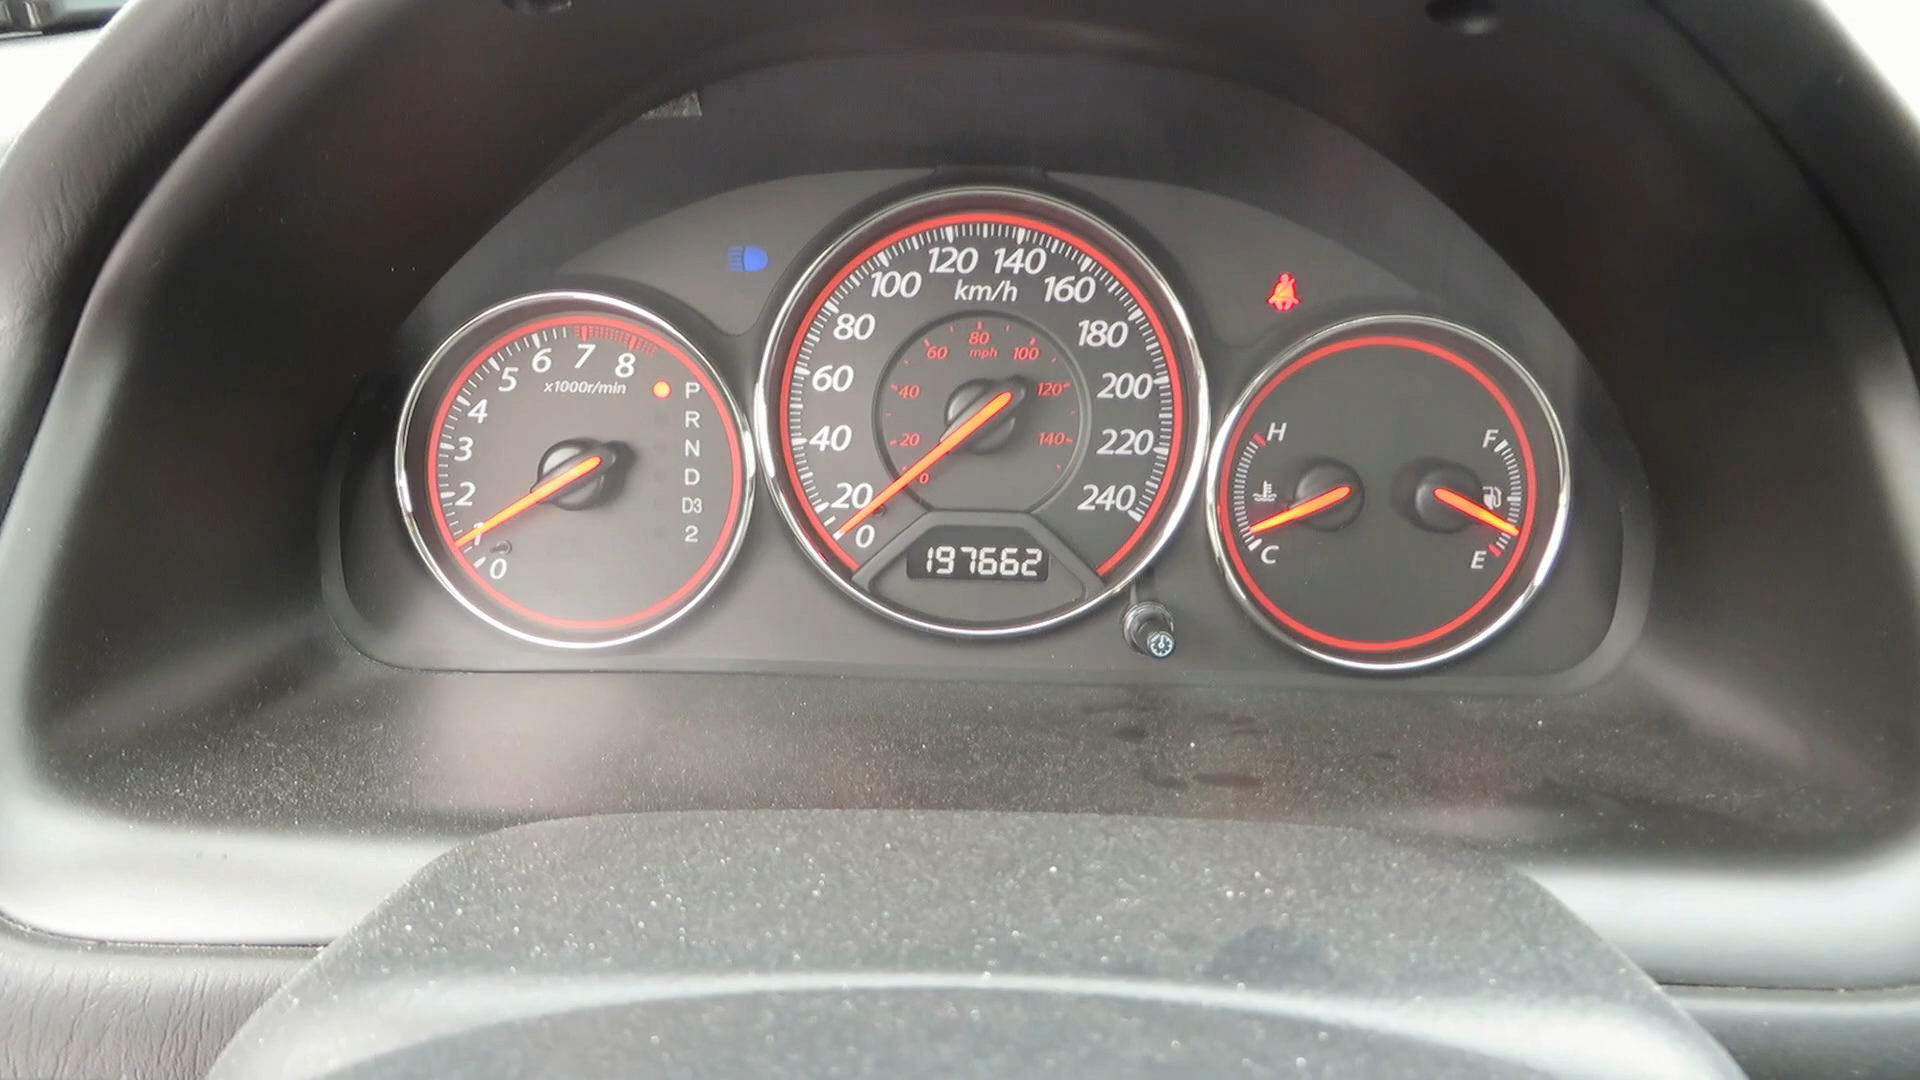 0 1 2 3 4 5 6 7 8
x1000r/min
P
R
N
D
D3
2
0 20 40 60 80 100 120 140 160 180 200 220 240
km/h
0 20 40 60 80 100 120 140
mph
197662
H
C
F
E